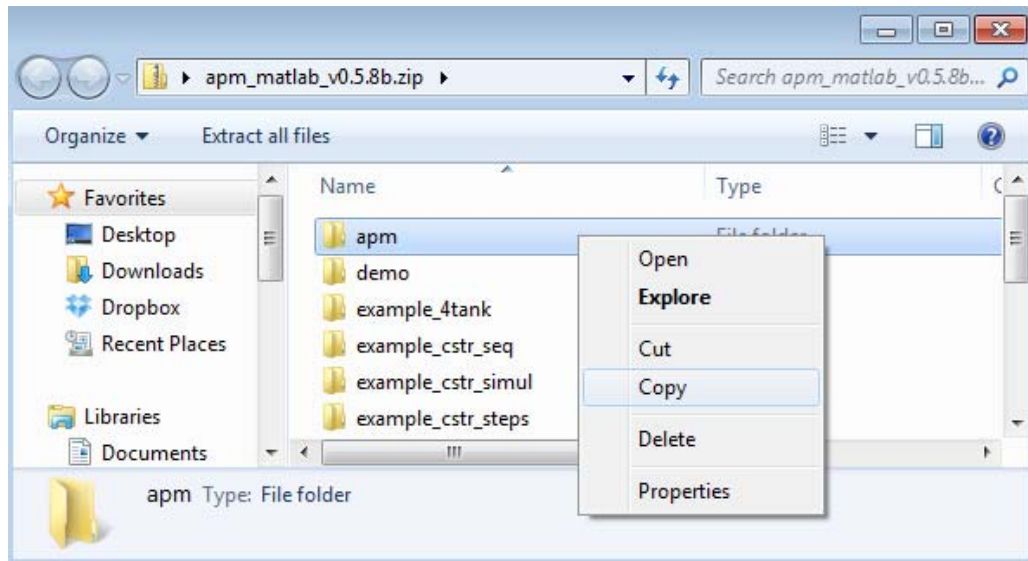 apm_matlab_v0.5.8b.zip
Search apm_matlab_v0.5.8b...
Organize
Extract all files
Favorites
Desktop
Downloads
Dropbox
Recent Places
Libraries
Documents
Name
Type
apm
File folder
demo
example_4tank
example_cstr_seq
example_cstr_simul
example_cstr_steps
Open
Explore
Cut
Copy
Delete
Properties
apm Type: File folder